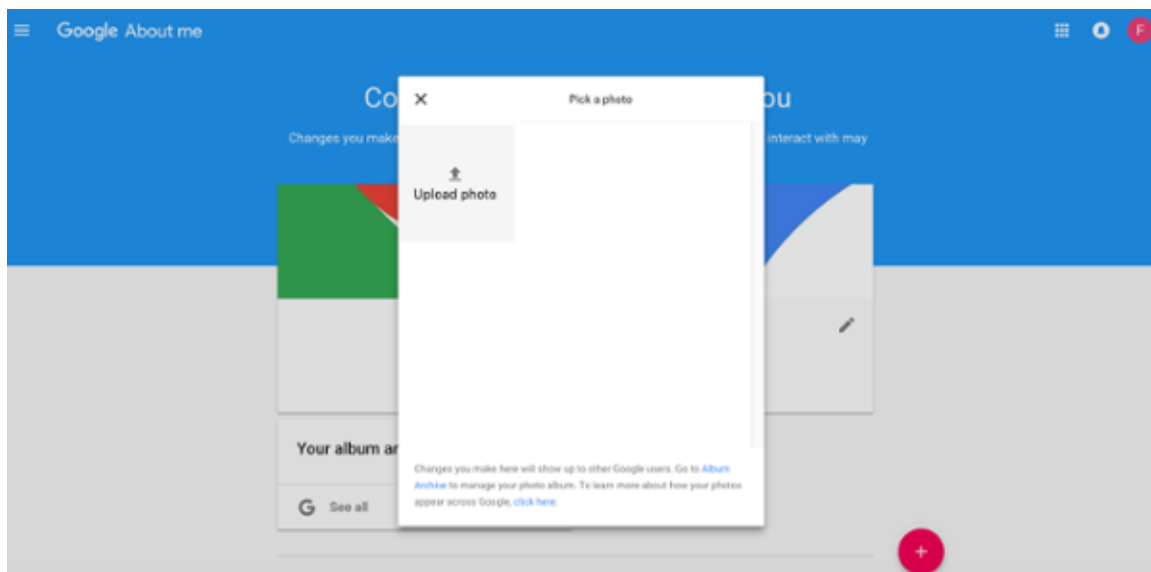 Google About me
F
Co
ou
Pick a photo
Changes you make
interact with may
Upload photo
Your album ar
Changes you make here will show up to other Google users. Go to Album
Archive to manage your photo album. To learn more about how your photos
appear across Google, click here.
G See all